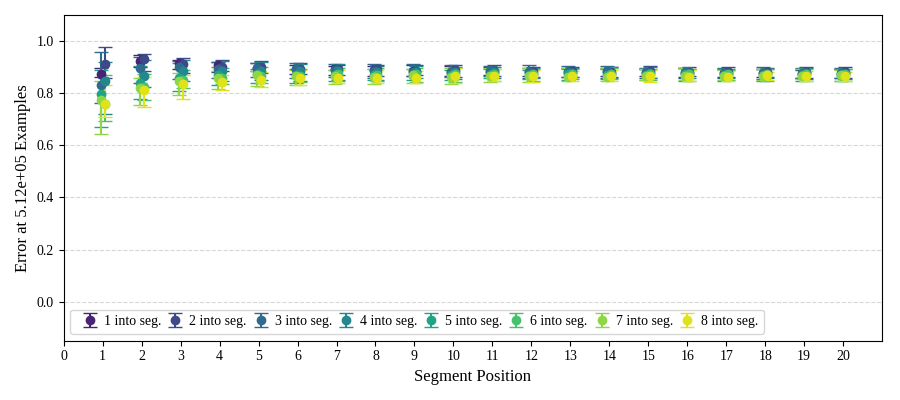 1.0
0.8
0.6
0.4
0.2
0.0
Error at 5.12e+05 Examples
1 into seg. 2 into seg. 3 into seg. 4 into seg. 5 into seg. 6 into seg. 7 into seg. 8 into seg.
0 1 2 3 4 5 6 7 8 9 10 11 12 13 14 15 16 17 18 19 20
Segment Position